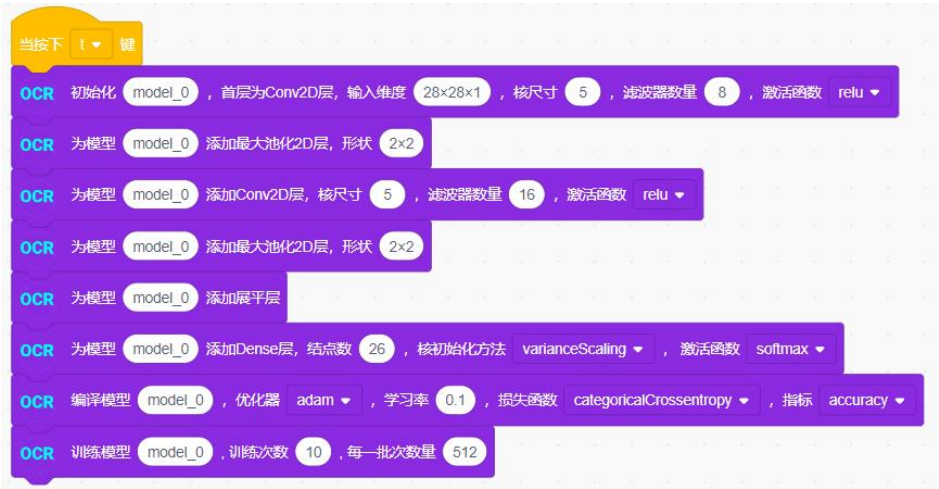 当按下 t 键
OCR 初始化 model_0 ，首层为Conv2D层，输入维度 28×28×1 ，核尺寸 5 ，滤波器数量 8 ，激活函数 relu
OCR 为模型 model_0 添加最大池化2D层，形状 2×2
OCR 为模型 model_0 添加Conv2D层，核尺寸 5 ，滤波器数量 16 ，激活函数 relu
OCR 为模型 model_0 添加最大池化2D层，形状 2×2
OCR 为模型 model_0 添加展平层
OCR 为模型 model_0 添加Dense层，结点数 26 ，核初始化方法 varianceScaling ，激活函数 softmax
OCR 编译模型 model_0 ，优化器 adam ，学习率 0.1 ，损失函数 categoricalCrossentropy ，指标 accuracy
OCR 训练模型 model_0 ,训练次数 10 ,每一批次数量 512